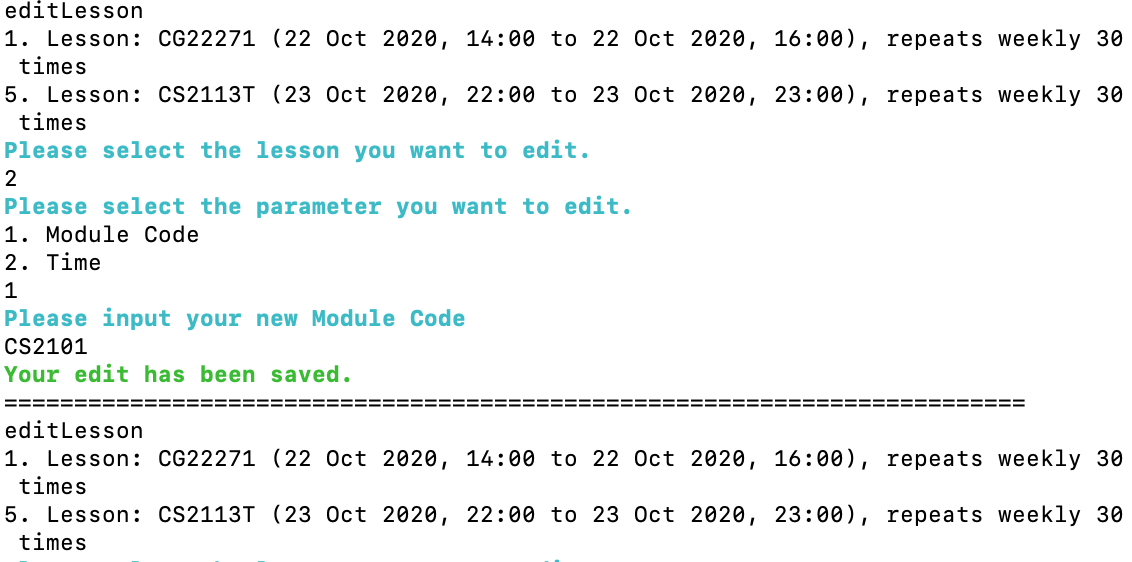 editLesson
1. Lesson: CG22271 (22 Oct 2020, 14:00 to 22 Oct 2020, 16:00), repeats weekly 30
times
5. Lesson: CS2113T (23 Oct 2020, 22:00 to 23 Oct 2020, 23:00), repeats weekly 30
times
Please select the lesson you want to edit.
2
Please select the parameter you want to edit.
1. Module Code
2. Time
1
Please input your new Module Code
CS2101
Your edit has been saved.
=========================================================================
editLesson
1. Lesson: CG22271 (22 Oct 2020, 14:00 to 22 Oct 2020, 16:00), repeats weekly 30
times
5. Lesson: CS2113T (23 Oct 2020, 22:00 to 23 Oct 2020, 23:00), repeats weekly 30
times